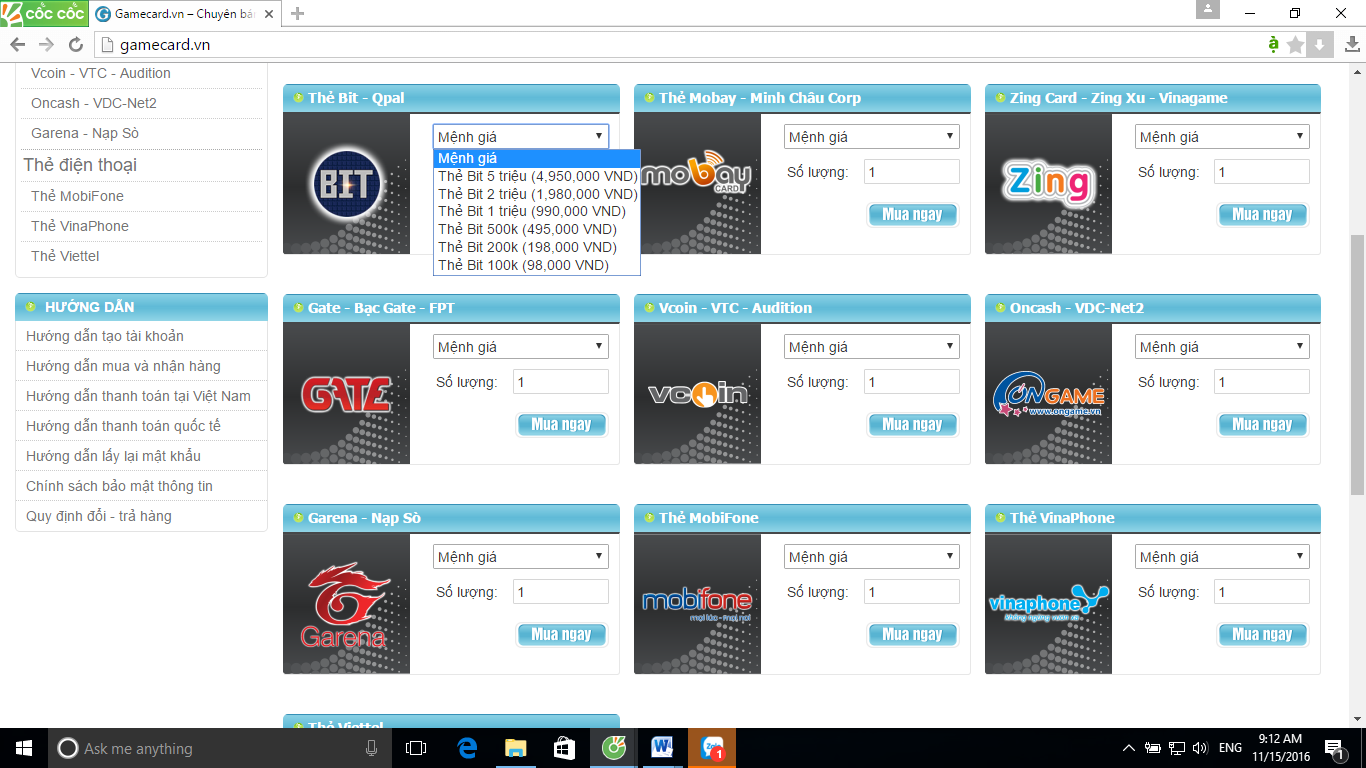 CỐC CỐC
Gamecard.vn – Chuyên bá
gamecard.vn
Vcoin - VTC - Audition
Oncash - VDC-Net2
Garena - Nạp Sò
Thẻ điện thoại
Thẻ MobiFone
Thẻ VinaPhone
Thẻ Viettel
HƯỚNG DẪN
Hướng dẫn tạo tài khoản
Hướng dẫn mua và nhận hàng
Hướng dẫn thanh toán tại Việt Nam
Hướng dẫn thanh toán quốc tế
Hướng dẫn lấy lại mật khẩu
Chính sách bảo mật thông tin
Quy định đổi - trả hàng
Thẻ Bit - Qpal
BIT
Mệnh giá
Mệnh giá
Thẻ Bit 5 triệu (4,950,000 VND)
Thẻ Bit 2 triệu (1,980,000 VND)
Thẻ Bit 1 triệu (990,000 VND)
Thẻ Bit 500k (495,000 VND)
Thẻ Bit 200k (198,000 VND)
Thẻ Bit 100k (98,000 VND)
Thẻ Mobay - Minh Châu Corp
mobay
CARD
Mệnh giá
Số lượng: 1
Mua ngay
Zing Card - Zing Xu - Vinagame
Zing
Mệnh giá
Số lượng: 1
Mua ngay
Gate - Bạc Gate - FPT
GATE
Mệnh giá
Số lượng: 1
Mua ngay
Vcoin - VTC - Audition
vcoin
Mệnh giá
Số lượng: 1
Mua ngay
Oncash - VDC-Net2
ONGAME
www.ongame.vn
Mệnh giá
Số lượng: 1
Mua ngay
Garena - Nạp Sò
Garena
Mệnh giá
Số lượng: 1
Mua ngay
Thẻ MobiFone
mobifone
mọi lúc - mọi nơi
Mệnh giá
Số lượng: 1
Mua ngay
Thẻ VinaPhone
vinaphone
không ngừng vươn xa
Mệnh giá
Số lượng: 1
Mua ngay
Thẻ Viettel
Ask me anything
Zalo
1
ENG
9:12 AM
11/15/2016
1